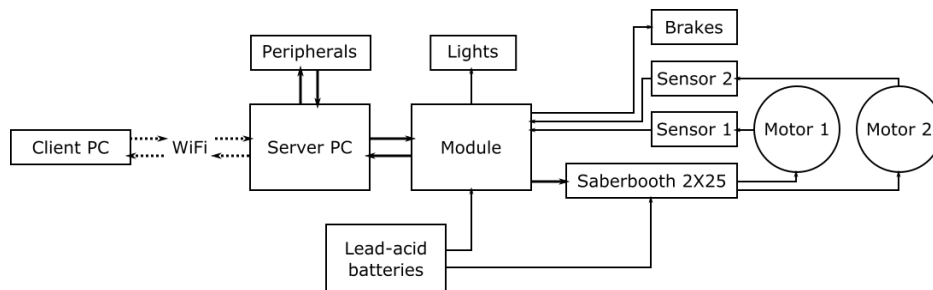 Brakes
Peripherals
Lights
Sensor 2
Sensor 1
Motor 1
Motor 2
Client PC
WiFi
Server PC
Module
Saberbooth 2X25
Lead-acid
batteries